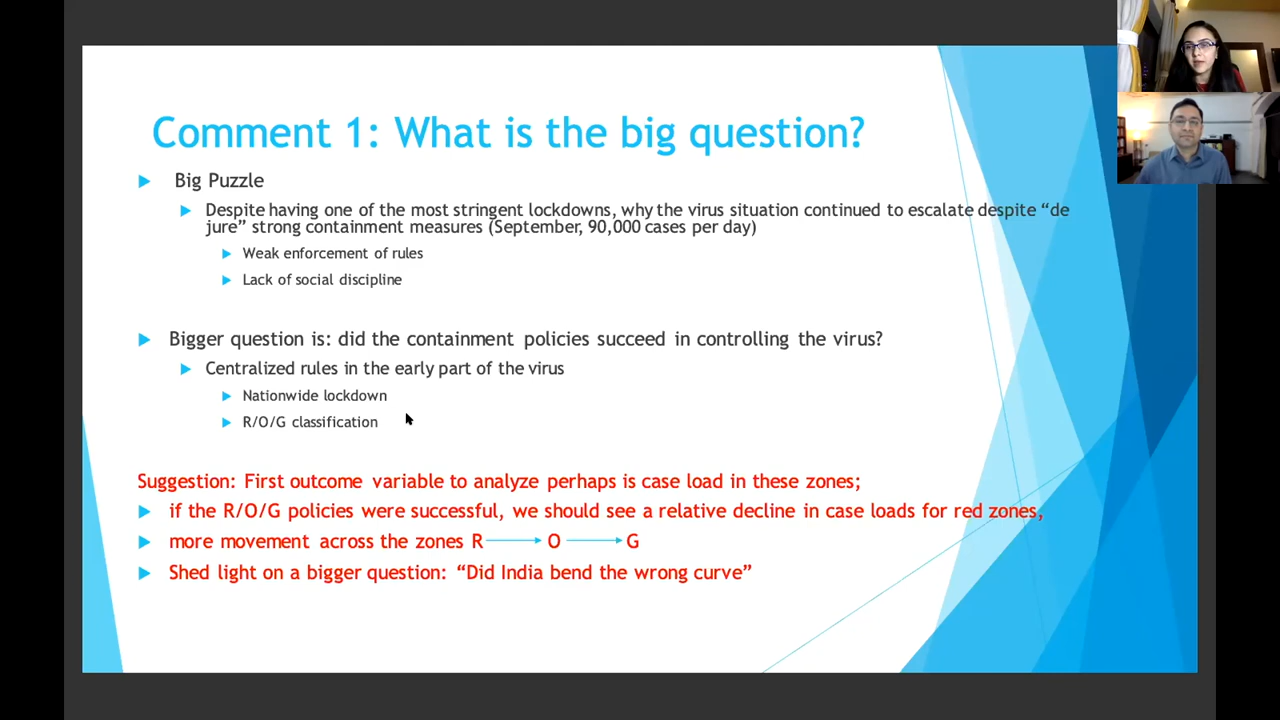 Comment 1: What is the big question?
Big Puzzle
Despite having one of the most stringent lockdowns, why the virus situation continued to escalate despite “de
jure” strong containment measures (September, 90,000 cases per day)
Weak enforcement of rules
Lack of social discipline
Bigger question is: did the containment policies succeed in controlling the virus?
Centralized rules in the early part of the virus
Nationwide lockdown
R/O/G classification
Suggestion: First outcome variable to analyze perhaps is case load in these zones;
if the R/O/G policies were successful, we should see a relative decline in case loads for red zones,
more movement across the zones R O G
Shed light on a bigger question: “Did India bend the wrong curve”